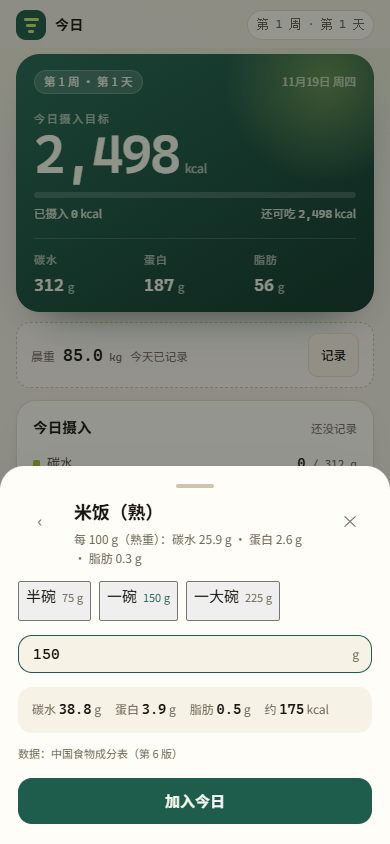 今日
第 1 周 · 第 1 天
第 1 周 · 第 1 天
11月19日 周四
今日摄入目标
2,498 kcal
已摄入 0 kcal
还可吃 2,498 kcal
碳水
蛋白
脂肪
312 g
187 g
56 g
晨重 85.0 kg 今天已记录
记录
今日摄入
还没记录
碳水
0 / 312 g
‹
米饭（熟）
每 100 g（熟重）：碳水 25.9 g · 蛋白 2.6 g
· 脂肪 0.3 g
半碗 75 g
一碗 150 g
一大碗 225 g
150
g
碳水 38.8 g 蛋白 3.9 g 脂肪 0.5 g 约 175 kcal
数据：中国食物成分表（第 6 版）
加入今日